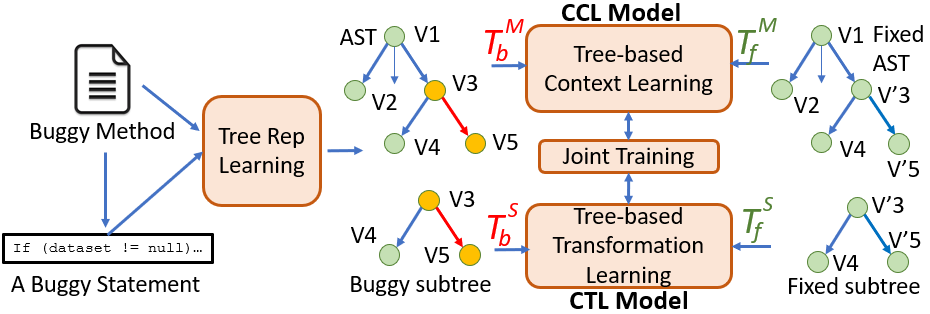 Buggy Method
If (dataset != null)…
A Buggy Statement
Tree Rep
Learning
AST
V1
V2
V3
V4
V5
V3
V4
V5
Buggy subtree
T_b^M
T_b^S
CCL Model
Tree-based
Context Learning
Joint Training
Tree-based
Transformation
Learning
CTL Model
T_f^M
T_f^S
V1 Fixed
AST
V2
V’3
V4
V’5
V’3
V4
V’5
Fixed subtree